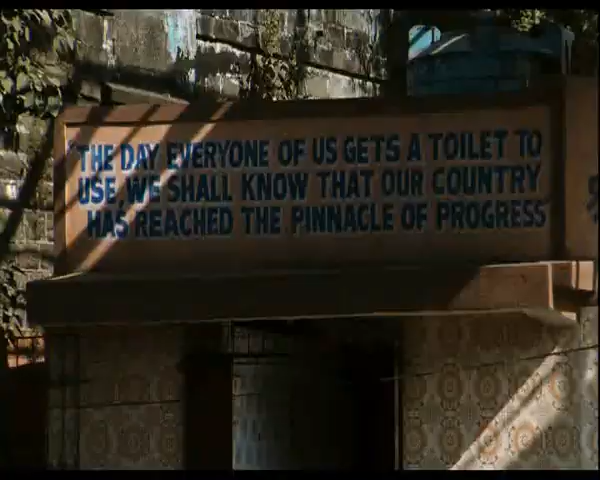 "THE DAY EVERYONE OF US GETS A TOILET TO
USE, WE SHALL KNOW THAT OUR COUNTRY
HAS REACHED THE PINNACLE OF PROGRESS